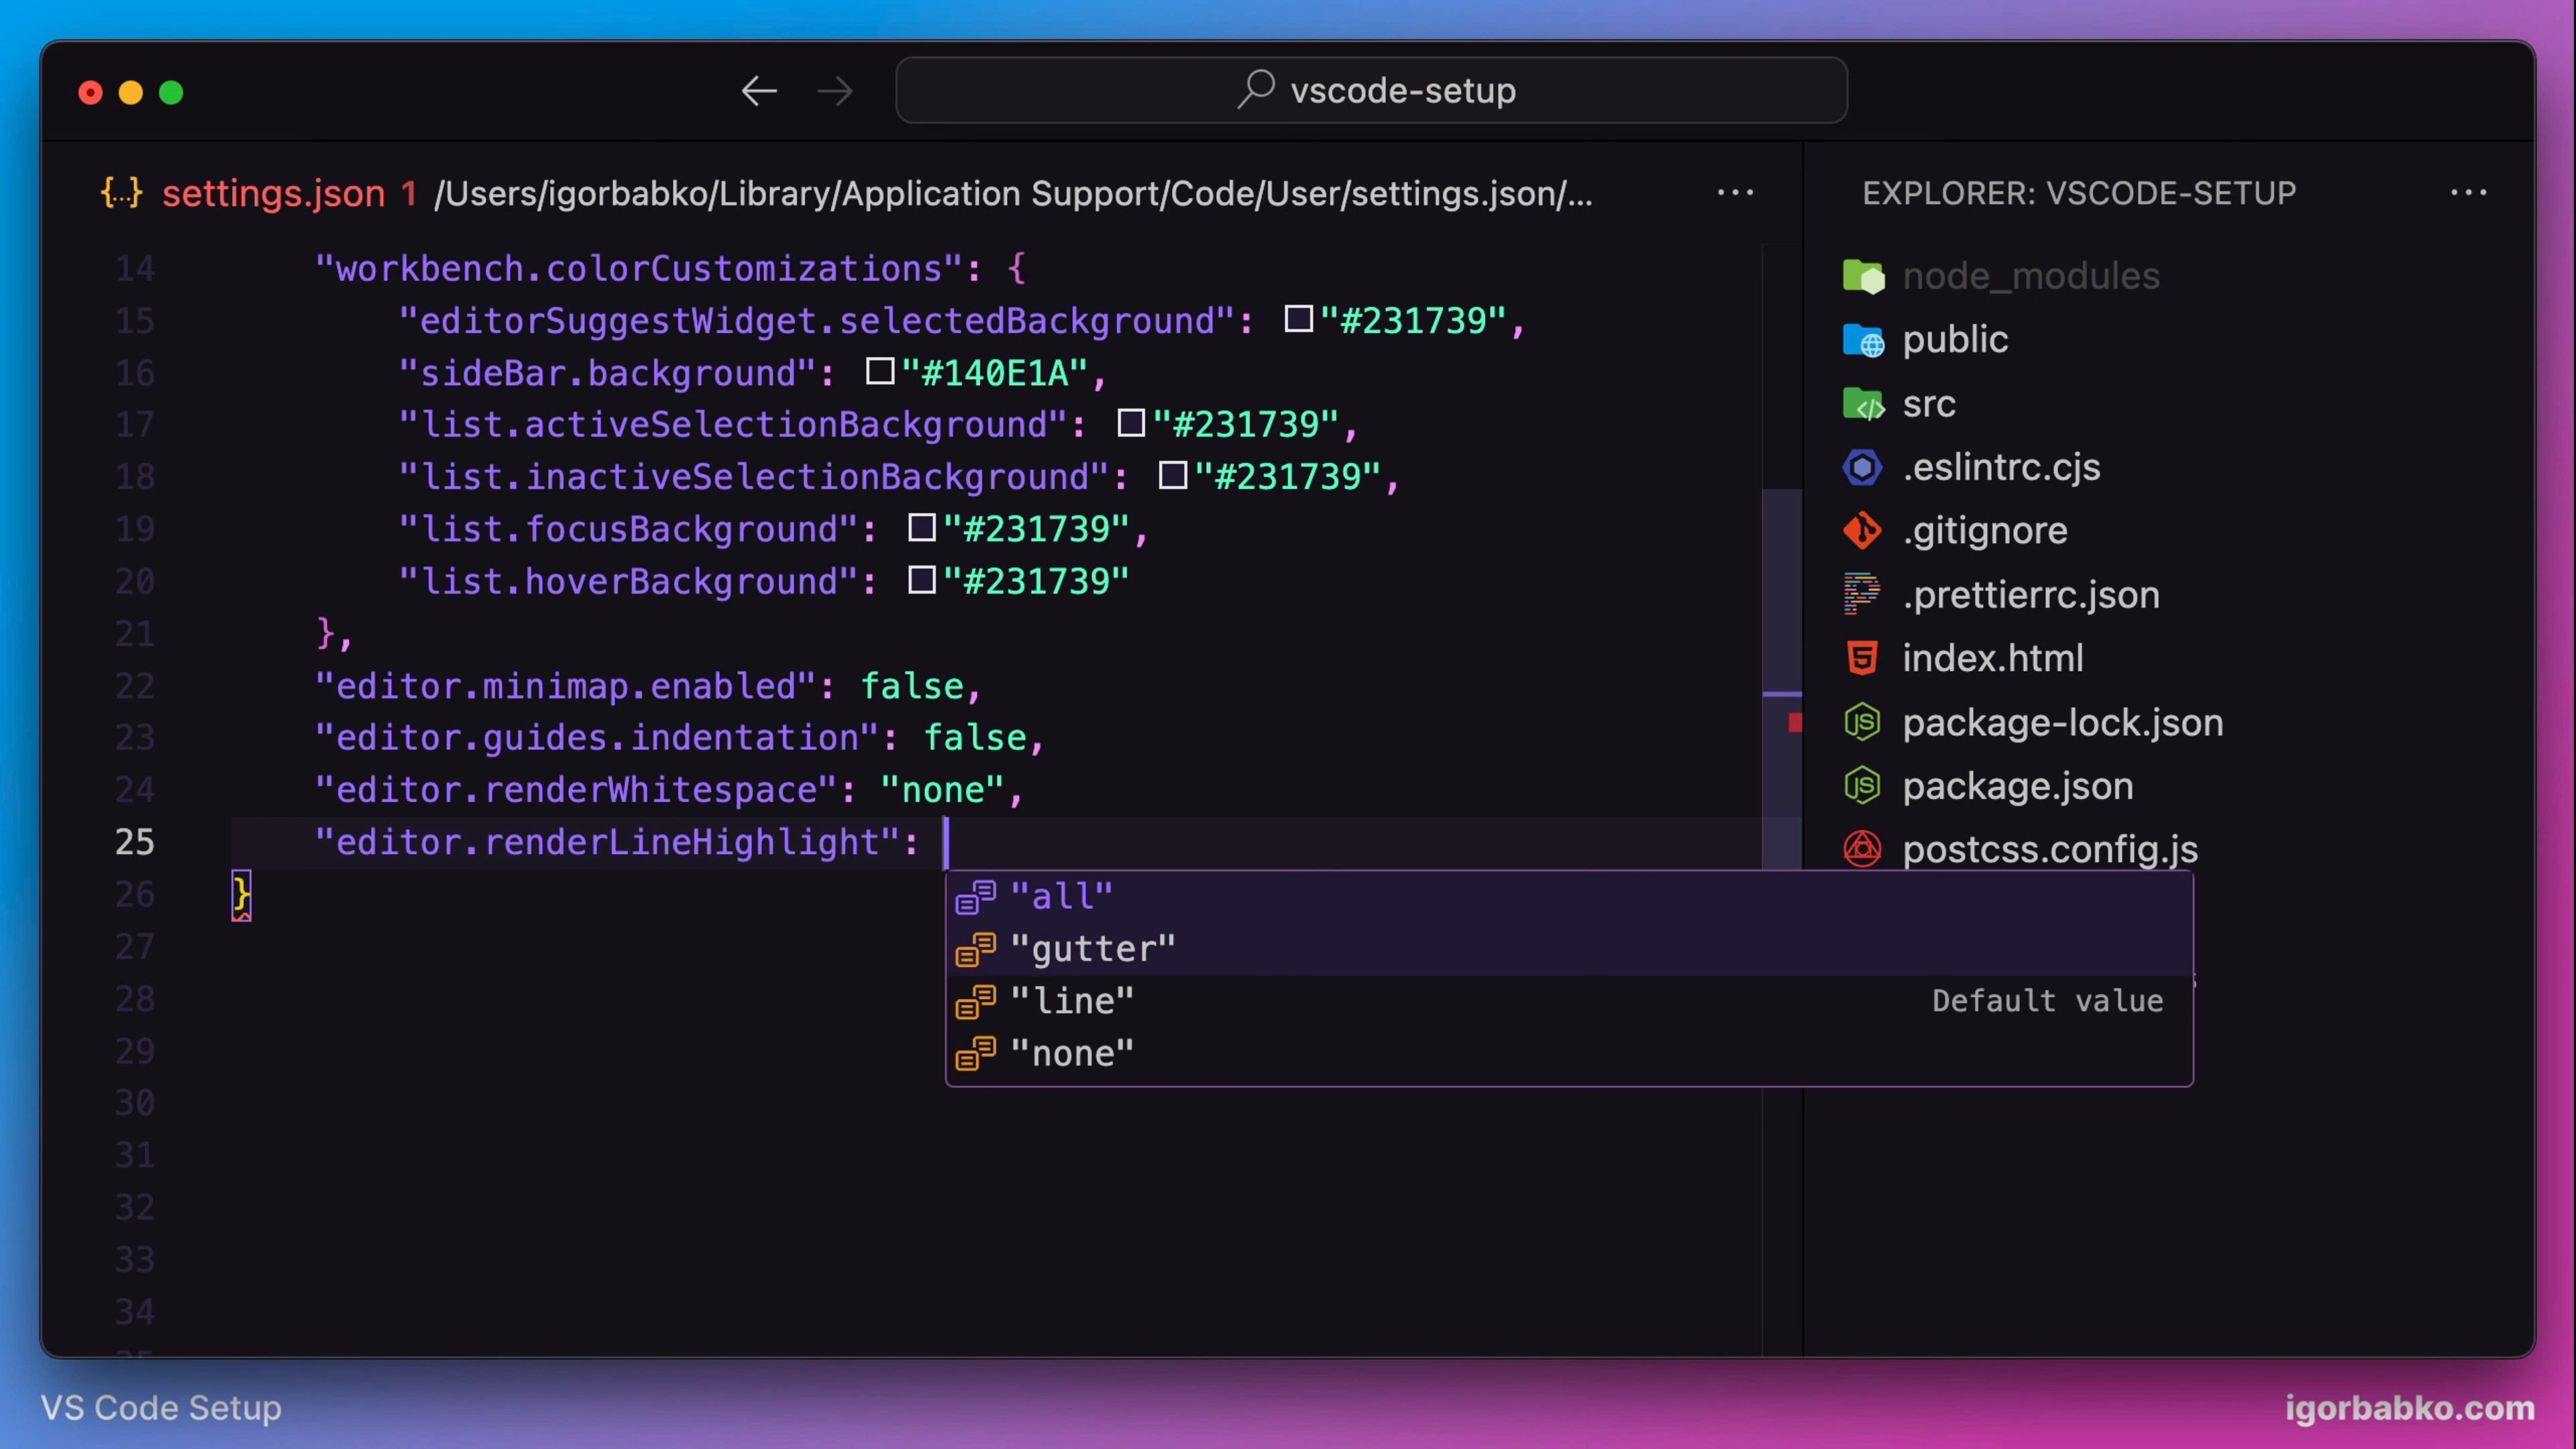 vscode-setup
{...} settings.json 1 /Users/igorbabko/Library/Application Support/Code/User/settings.json/... ...
14 "workbench.colorCustomizations": {
15 "editorSuggestWidget.selectedBackground": "#231739",
16 "sideBar.background": "#140E1A",
17 "list.activeSelectionBackground": "#231739",
18 "list.inactiveSelectionBackground": "#231739",
19 "list.focusBackground": "#231739",
20 "list.hoverBackground": "#231739"
21 },
22 "editor.minimap.enabled": false,
23 "editor.guides.indentation": false,
24 "editor.renderWhitespace": "none",
25 "editor.renderLineHighlight":
26 }
"all"
"gutter"
"line" Default value
"none"
27
28
29
30
31
32
33
34
EXPLORER: VSCODE-SETUP ...
node_modules
public
src
.eslintrc.cjs
.gitignore
.prettierrc.json
index.html
package-lock.json
package.json
postcss.config.js
VS Code Setup
igorbabko.com